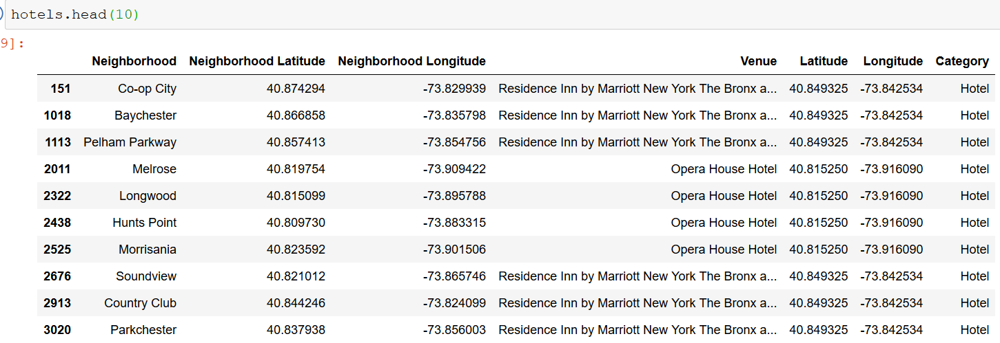 hotels.head(10)
9]:
Neighborhood Neighborhood Latitude Neighborhood Longitude Venue Latitude Longitude Category
151 Co-op City 40.874294 -73.829939 Residence Inn by Marriott New York The Bronx a... 40.849325 -73.842534 Hotel
1018 Baychester 40.866858 -73.835798 Residence Inn by Marriott New York The Bronx a... 40.849325 -73.842534 Hotel
1113 Pelham Parkway 40.857413 -73.854756 Residence Inn by Marriott New York The Bronx a... 40.849325 -73.842534 Hotel
2011 Melrose 40.819754 -73.909422 Opera House Hotel 40.815250 -73.916090 Hotel
2322 Longwood 40.815099 -73.895788 Opera House Hotel 40.815250 -73.916090 Hotel
2438 Hunts Point 40.809730 -73.883315 Opera House Hotel 40.815250 -73.916090 Hotel
2525 Morrisania 40.823592 -73.901506 Opera House Hotel 40.815250 -73.916090 Hotel
2676 Soundview 40.821012 -73.865746 Residence Inn by Marriott New York The Bronx a... 40.849325 -73.842534 Hotel
2913 Country Club 40.844246 -73.824099 Residence Inn by Marriott New York The Bronx a... 40.849325 -73.842534 Hotel
3020 Parkchester 40.837938 -73.856003 Residence Inn by Marriott New York The Bronx a... 40.849325 -73.842534 Hotel